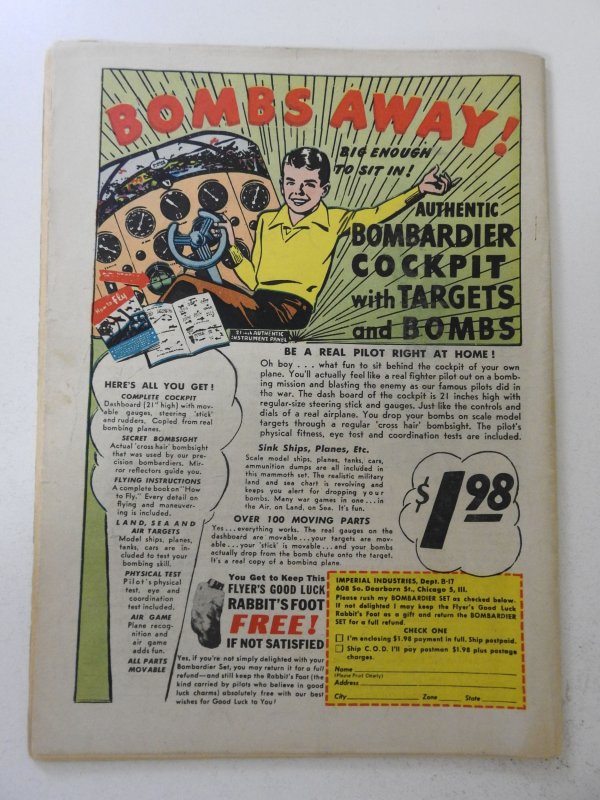 BOMBS AWAY!
BIG ENOUGH
TO SIT IN!
AUTHENTIC
BOMBARDIER
COCKPIT
with TARGETS
and BOMBS
How to Fly
21-inch AUTHENTIC
INSTRUMENT PANEL
BE A REAL PILOT RIGHT AT HOME!
Oh boy . . . what fun to sit behind the cockpit of your own
plane. You'll actually feel like a real fighter pilot out on a bomb-
ing mission and blasting the enemy as our famous pilots did in
the war. The dash board of the cockpit is 21 inches high with
regular-size steering stick and gauges. Just like the controls and
dials of a real airplane. You drop your bombs on scale model
targets through a regular 'cross hair' bombsight. The pilot's
physical fitness, eye test and coordination tests are included.
HERE'S ALL YOU GET!
COMPLETE COCKPIT
Dashboard (21" high) with mov-
able gauges, steering 'stick'
and rudders. Copied from real
bombing planes.
SECRET BOMBSIGHT
Actual 'cross hair' bombsight
that was used by our pre-
cision bombardiers. Mir-
ror reflectors guide you.
FLYING INSTRUCTIONS
A complete book on "How
to Fly." Every detail on
flying and maneuver-
ing is included.
LAND, SEA AND
AIR TARGETS
Model ships, planes,
tanks, cars are in-
cluded to test your
bombing skill.
PHYSICAL TEST
Pilot's physical
test, eye and
coordination
test included.
AIR GAME
Plane recog-
nition and
air game
adds fun.
ALL PARTS
MOVABLE
Sink Ships, Planes, Etc.
Scale model ships, planes, tanks, cars,
ammunition dumps are all included in
this mammoth set. The realistic military
land and sea chart is revolving and
keeps you alert for dropping your
bombs. Many war games in one . . . in
the Air, on Land, on Sea. It's fun.
OVER 100 MOVING PARTS
Yes . . . everything works. The real gauges on the
dashboard are movable . . . your targets are mov-
able . . . your 'stick' is movable . . . and your bombs
actually drop from the bomb chute onto the target.
It's a real copy of a bombing plane.
$1.98
You Get to Keep This
FLYER'S GOOD LUCK
RABBIT'S FOOT
FREE!
IF NOT SATISFIED
Yes, if you're not simply delighted with your
Bombardier Set, you may return it for a full
refund—and still keep the Rabbit's Foot (the
kind carried by pilots who believe in good
luck charms) absolutely free with our best
wishes for Good Luck to You!
IMPERIAL INDUSTRIES, Dept. B-17
608 So. Dearborn St., Chicago 5, Ill.
Please rush my BOMBARDIER SET as checked below.
If not delighted I may keep the Flyer's Good Luck
Rabbit's Foot as a gift and return the BOMBARDIER
SET for a full refund.
CHECK ONE
I'm enclosing $1.98 payment in full. Ship postpaid.
Ship C.O.D. I'll pay postman $1.98 plus postage
charges.
Name
(Please Print Clearly)
Address
City Zone State